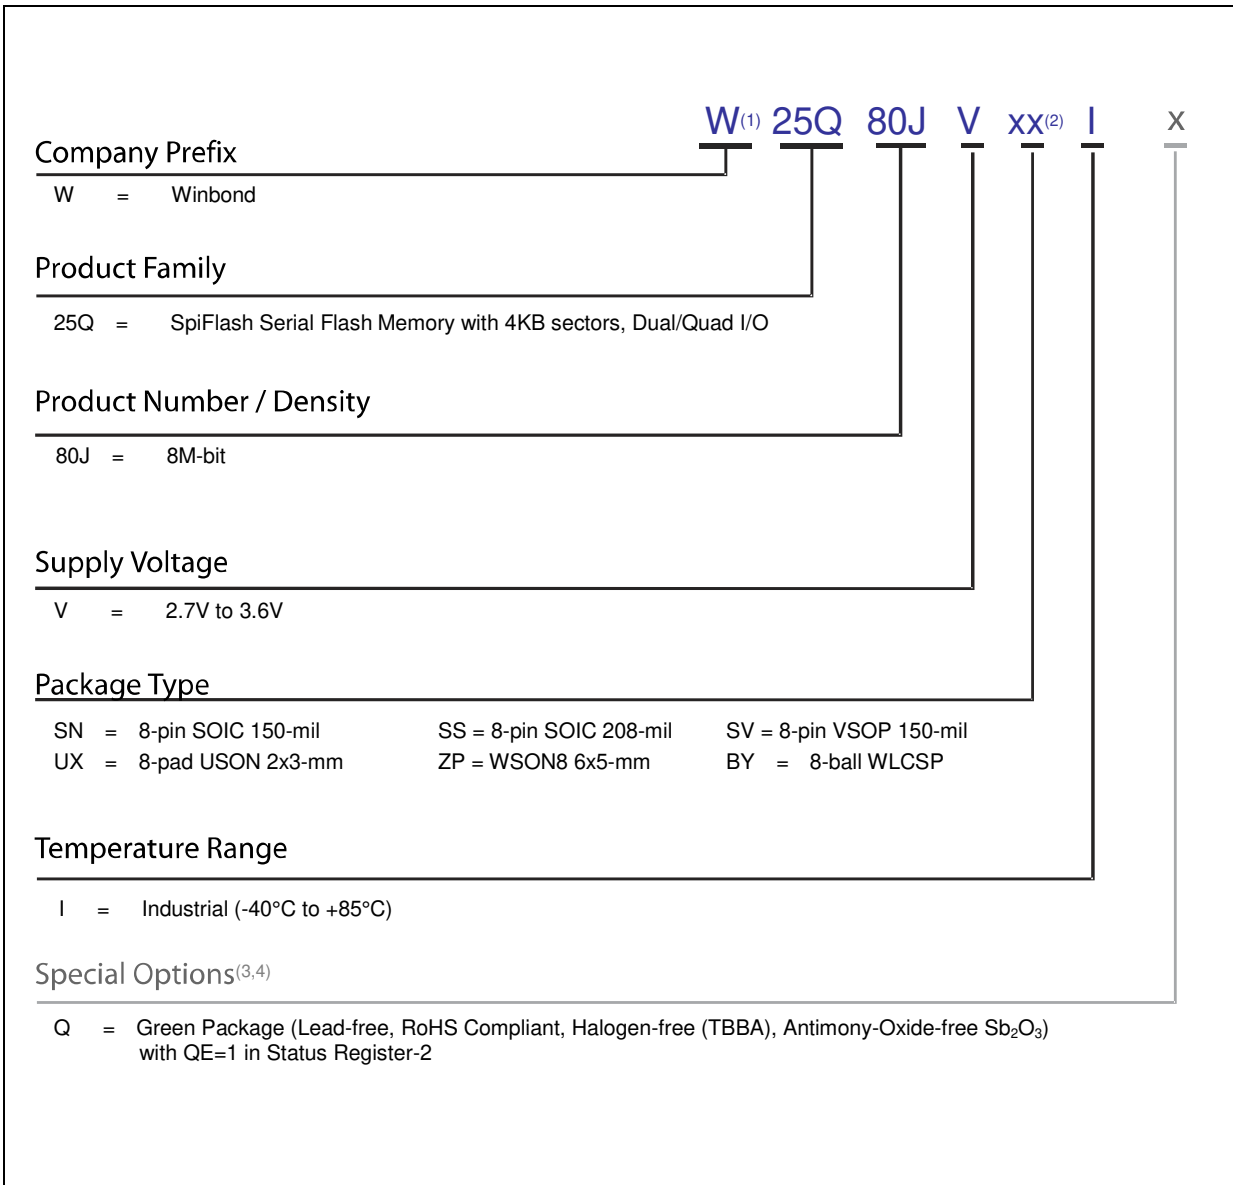 W(1) 25Q 80J V xx(2) I x
Company Prefix
W = Winbond
Product Family
25Q = SpiFlash Serial Flash Memory with 4KB sectors, Dual/Quad I/O
Product Number / Density
80J = 8M-bit
Supply Voltage
V = 2.7V to 3.6V
Package Type
SN = 8-pin SOIC 150-mil SS = 8-pin SOIC 208-mil SV = 8-pin VSOP 150-mil
UX = 8-pad USON 2x3-mm ZP = WSON8 6x5-mm BY = 8-ball WLCSP
Temperature Range
I = Industrial (-40°C to +85°C)
Special Options(3,4)
Q = Green Package (Lead-free, RoHS Compliant, Halogen-free (TBBA), Antimony-Oxide-free Sb₂O₃)
with QE=1 in Status Register-2